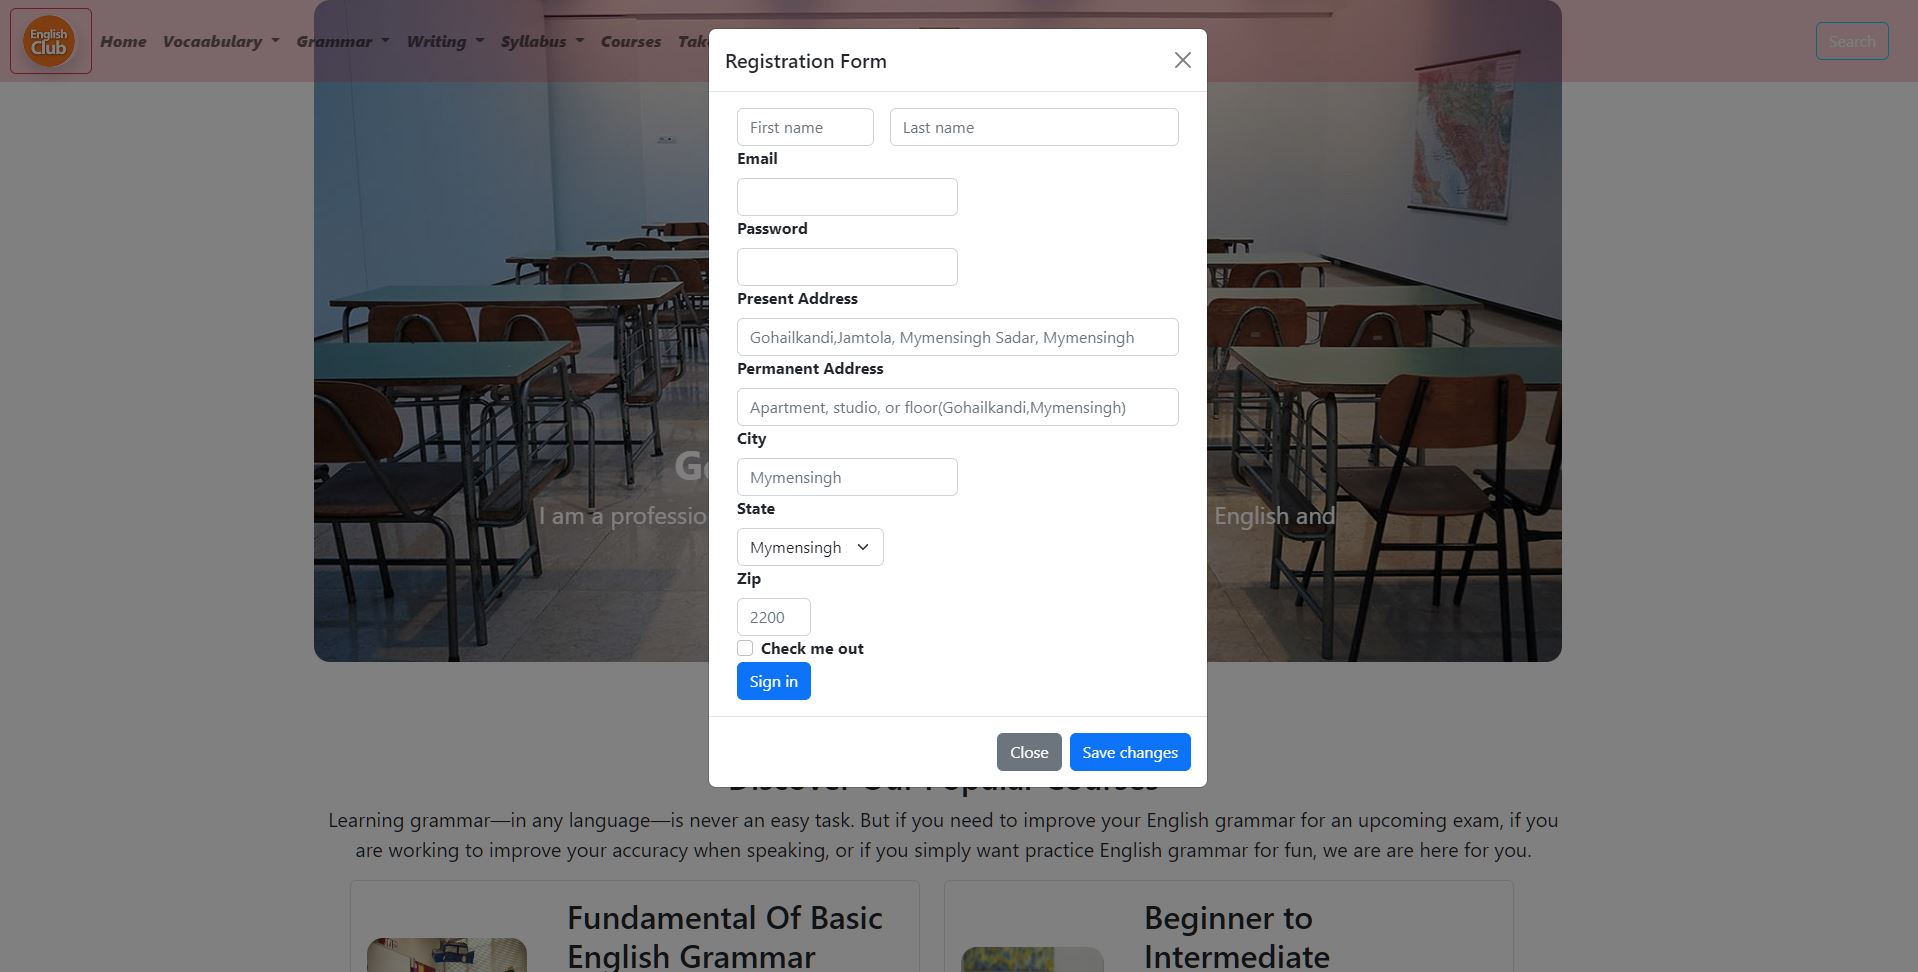 English
Club
Home Vocaabulary Grammar Writing Syllabus Courses
Search
Registration Form
First name Last name
Email
Password
Present Address
Gohailkandi,Jamtola, Mymensingh Sadar, Mymensingh
Permanent Address
Apartment, studio, or floor(Gohailkandi,Mymensingh)
City
Mymensingh
State
Mymensingh
Zip
2200
Check me out
Sign in
Close Save changes
I am a professio English and
Discover Our Popular Courses
Learning grammar—in any language—is never an easy task. But if you need to improve your English grammar for an upcoming exam, if you
are working to improve your accuracy when speaking, or if you simply want practice English grammar for fun, we are are here for you.
Fundamental Of Basic
English Grammar
Beginner to
Intermediate